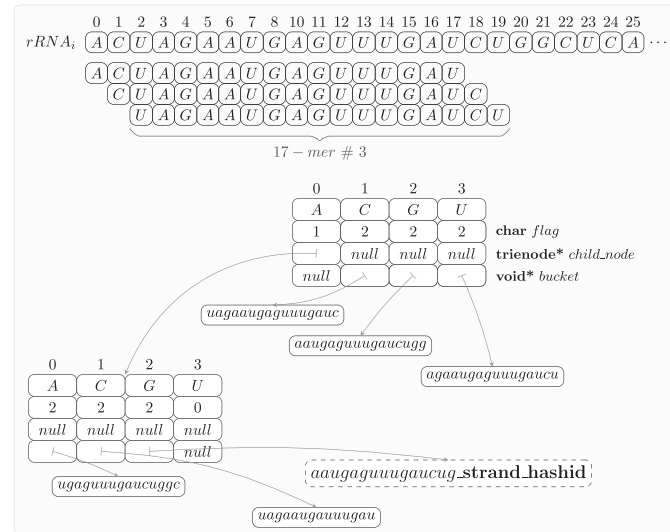 0 1 2 3 4 5 6 7 8 10 11 12 13 14 15 16 17 18 19 20 21 22 23 24 25
rRNA_i A C U A G A A U G A G U U U G A U C U G G C U C A ···
A C U A G A A U G A G U U U G A U
C U A G A A U G A G U U U G A U C
U A G A A U G A G U U U G A U C U
17 − mer # 3
0 1 2 3
A C G U
1 2 2 2 char flag
null null null trienode* child_node
null void* bucket
uagaaugaguuugauc
aaugaguuugaucugg
agaaugaguuugaucu
0 1 2 3
A C G U
2 2 2 0
null null null null
null
aaugaguuugaucug_strand_hashid
ugaguuugaucuggc
uagaaugauuugau